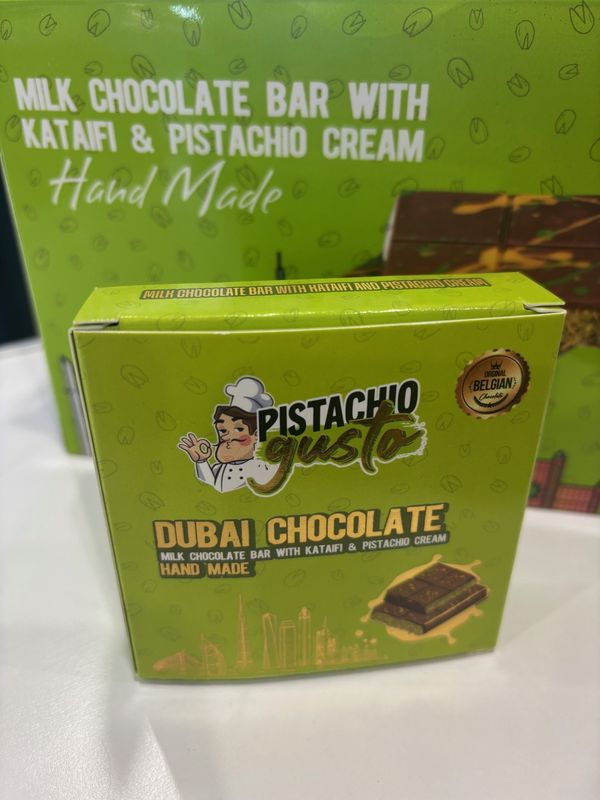 MILK CHOCOLATE BAR WITH
KATAIFI & PISTACHIO CREAM
Hand Made
MILK CHOCOLATE BAR WITH KATAIFI AND PISTACHIO CREAM
PISTACHIO
gusto
ORIGINAL
BELGIAN
Chocolate
DUBAI CHOCOLATE
MILK CHOCOLATE BAR WITH KATAIFI & PISTACHIO CREAM
HAND MADE